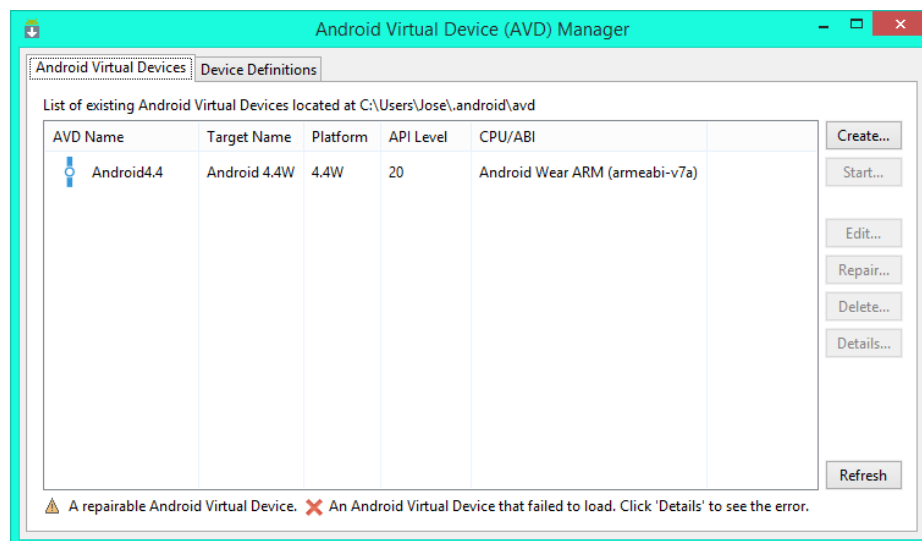 Android Virtual Device (AVD) Manager
Android Virtual Devices Device Definitions
List of existing Android Virtual Devices located at C:\Users\Jose\.android\avd
AVD Name Target Name Platform API Level CPU/ABI
Android4.4 Android 4.4W 4.4W 20 Android Wear ARM (armeabi-v7a)
Create...
Start...
Edit...
Repair...
Delete...
Details...
Refresh
A repairable Android Virtual Device. An Android Virtual Device that failed to load. Click 'Details' to see the error.